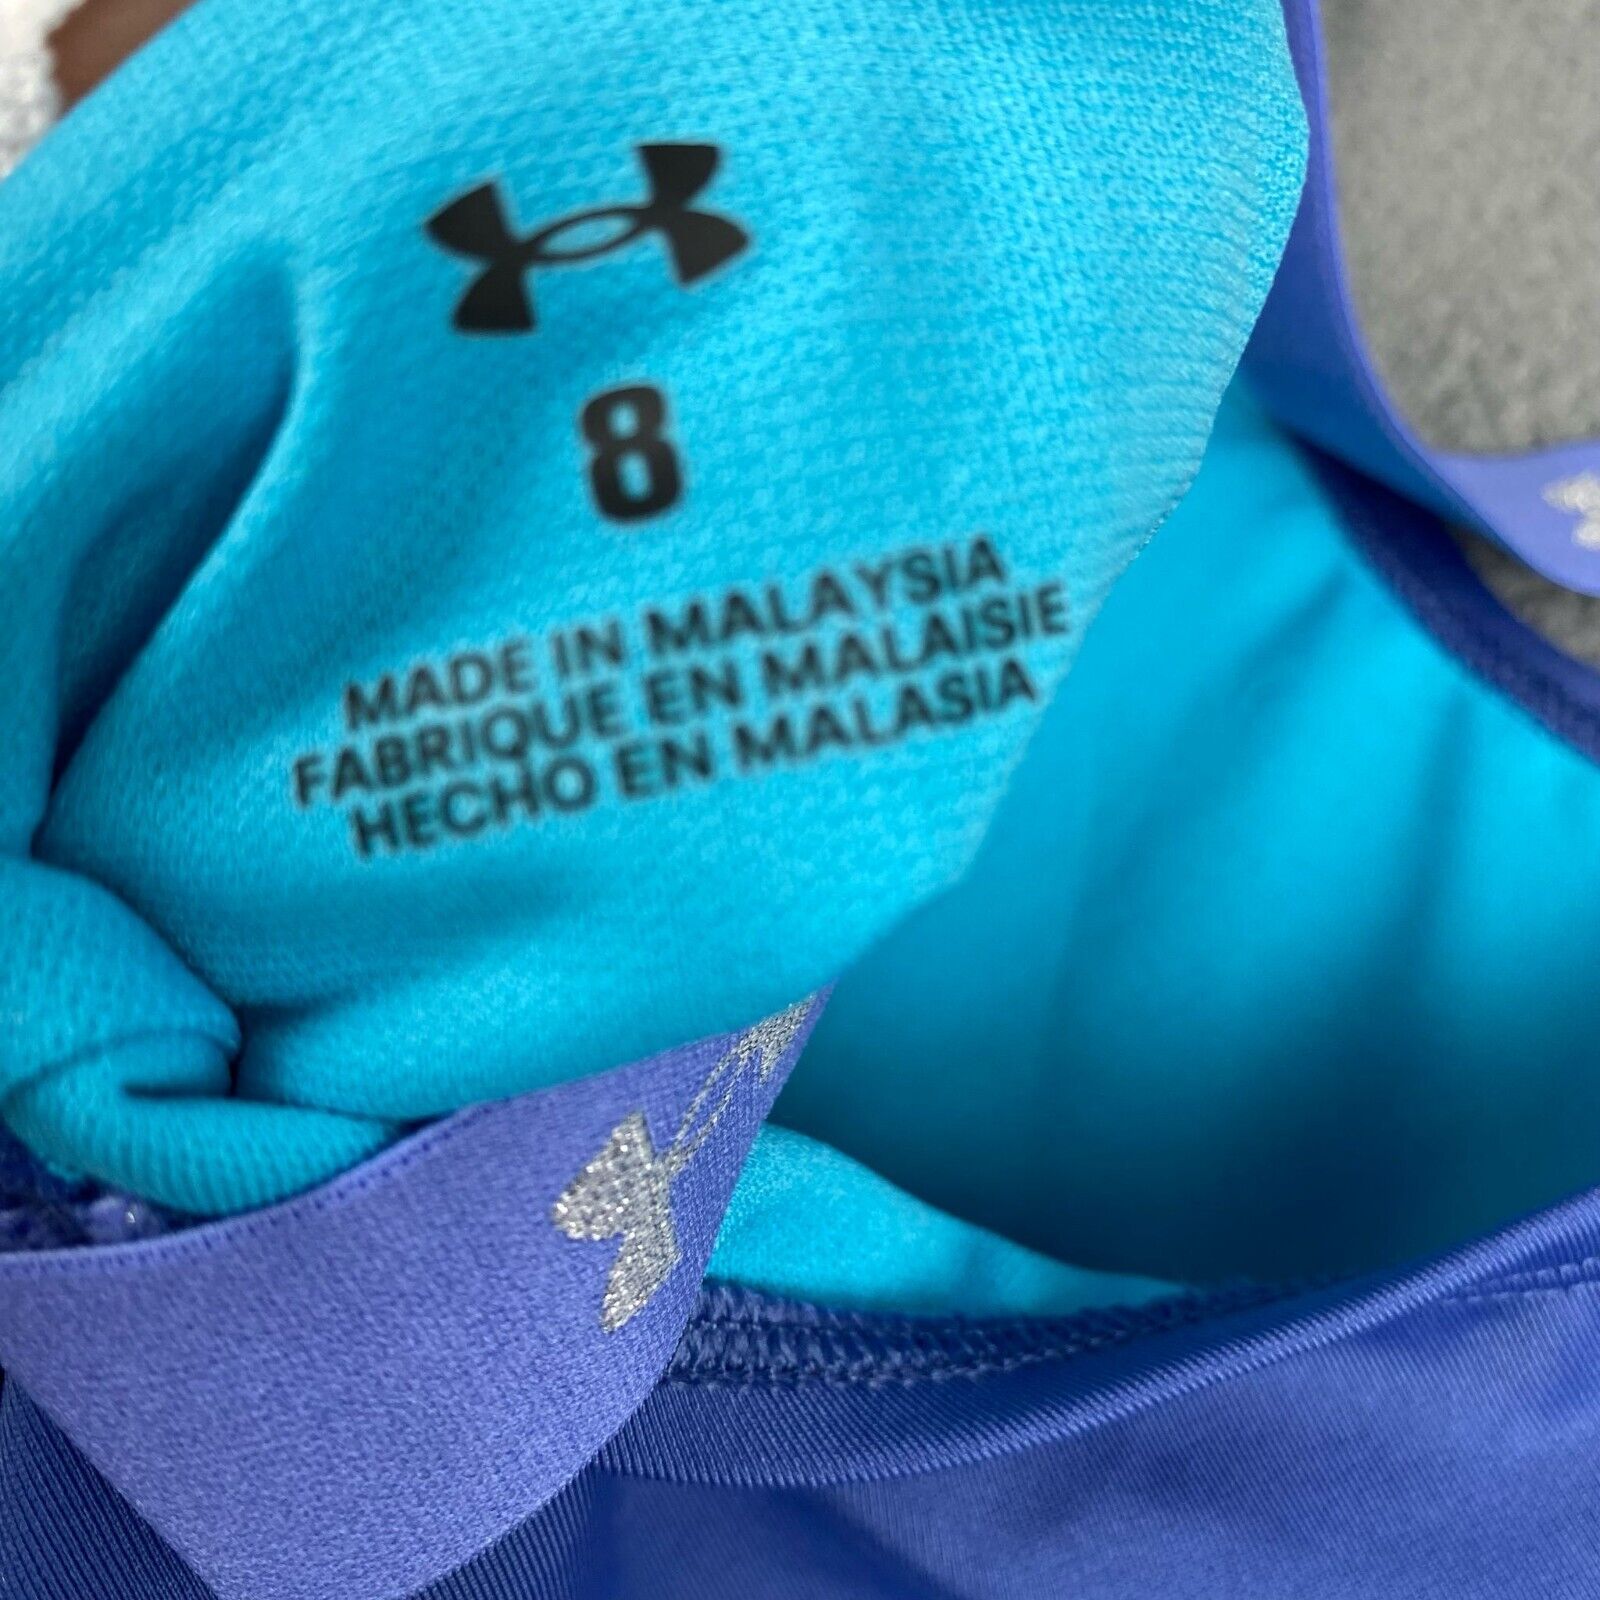 8
MADE IN MALAYSIA
FABRIQUE EN MALAISIE
HECHO EN MALASIA